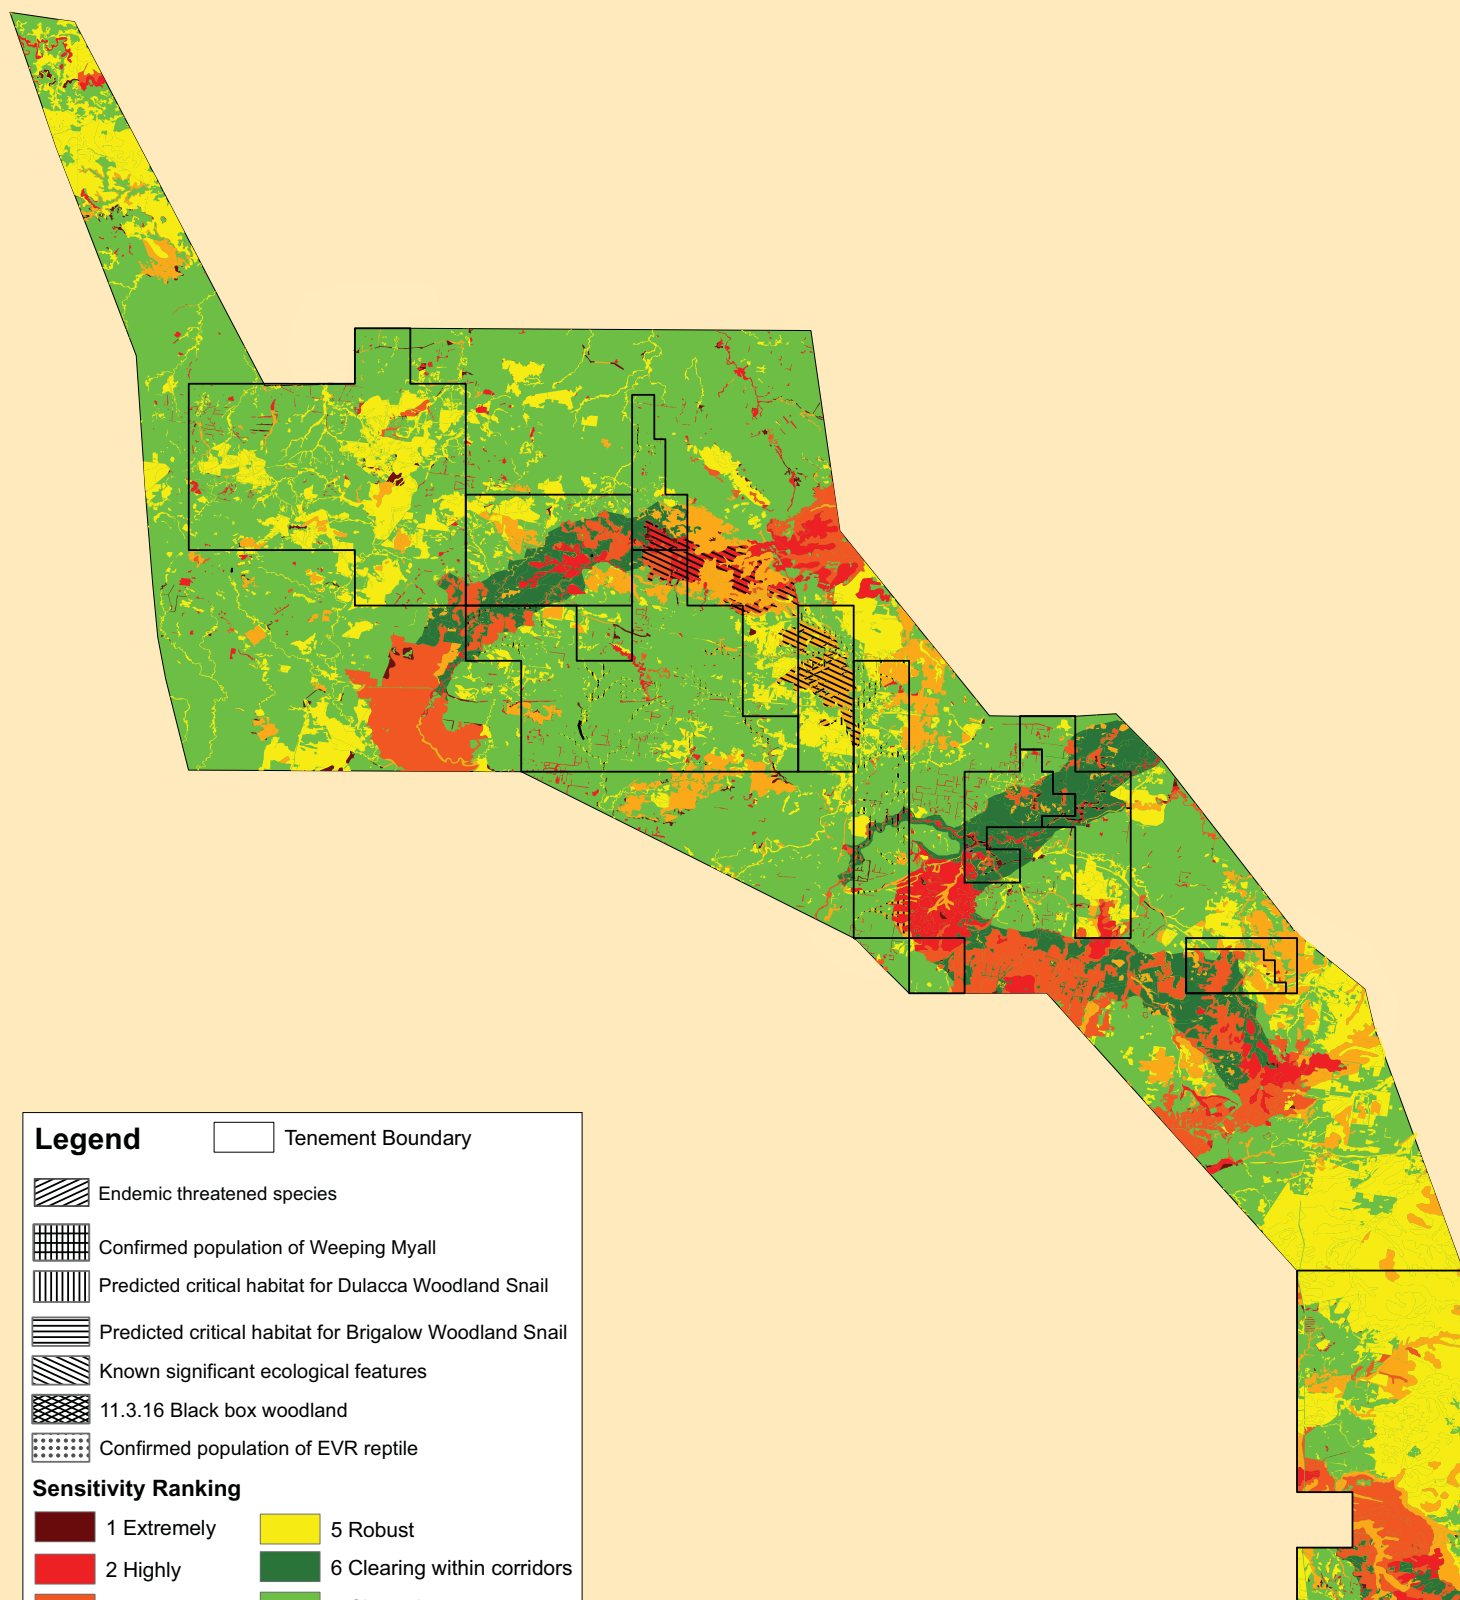 Legend
Tenement Boundary
Endemic threatened species
Confirmed population of Weeping Myall
Predicted critical habitat for Dulacca Woodland Snail
Predicted critical habitat for Brigalow Woodland Snail
Known significant ecological features
11.3.16 Black box woodland
Confirmed population of EVR reptile
Sensitivity Ranking
1 Extremely
5 Robust
2 Highly
6 Clearing within corridors